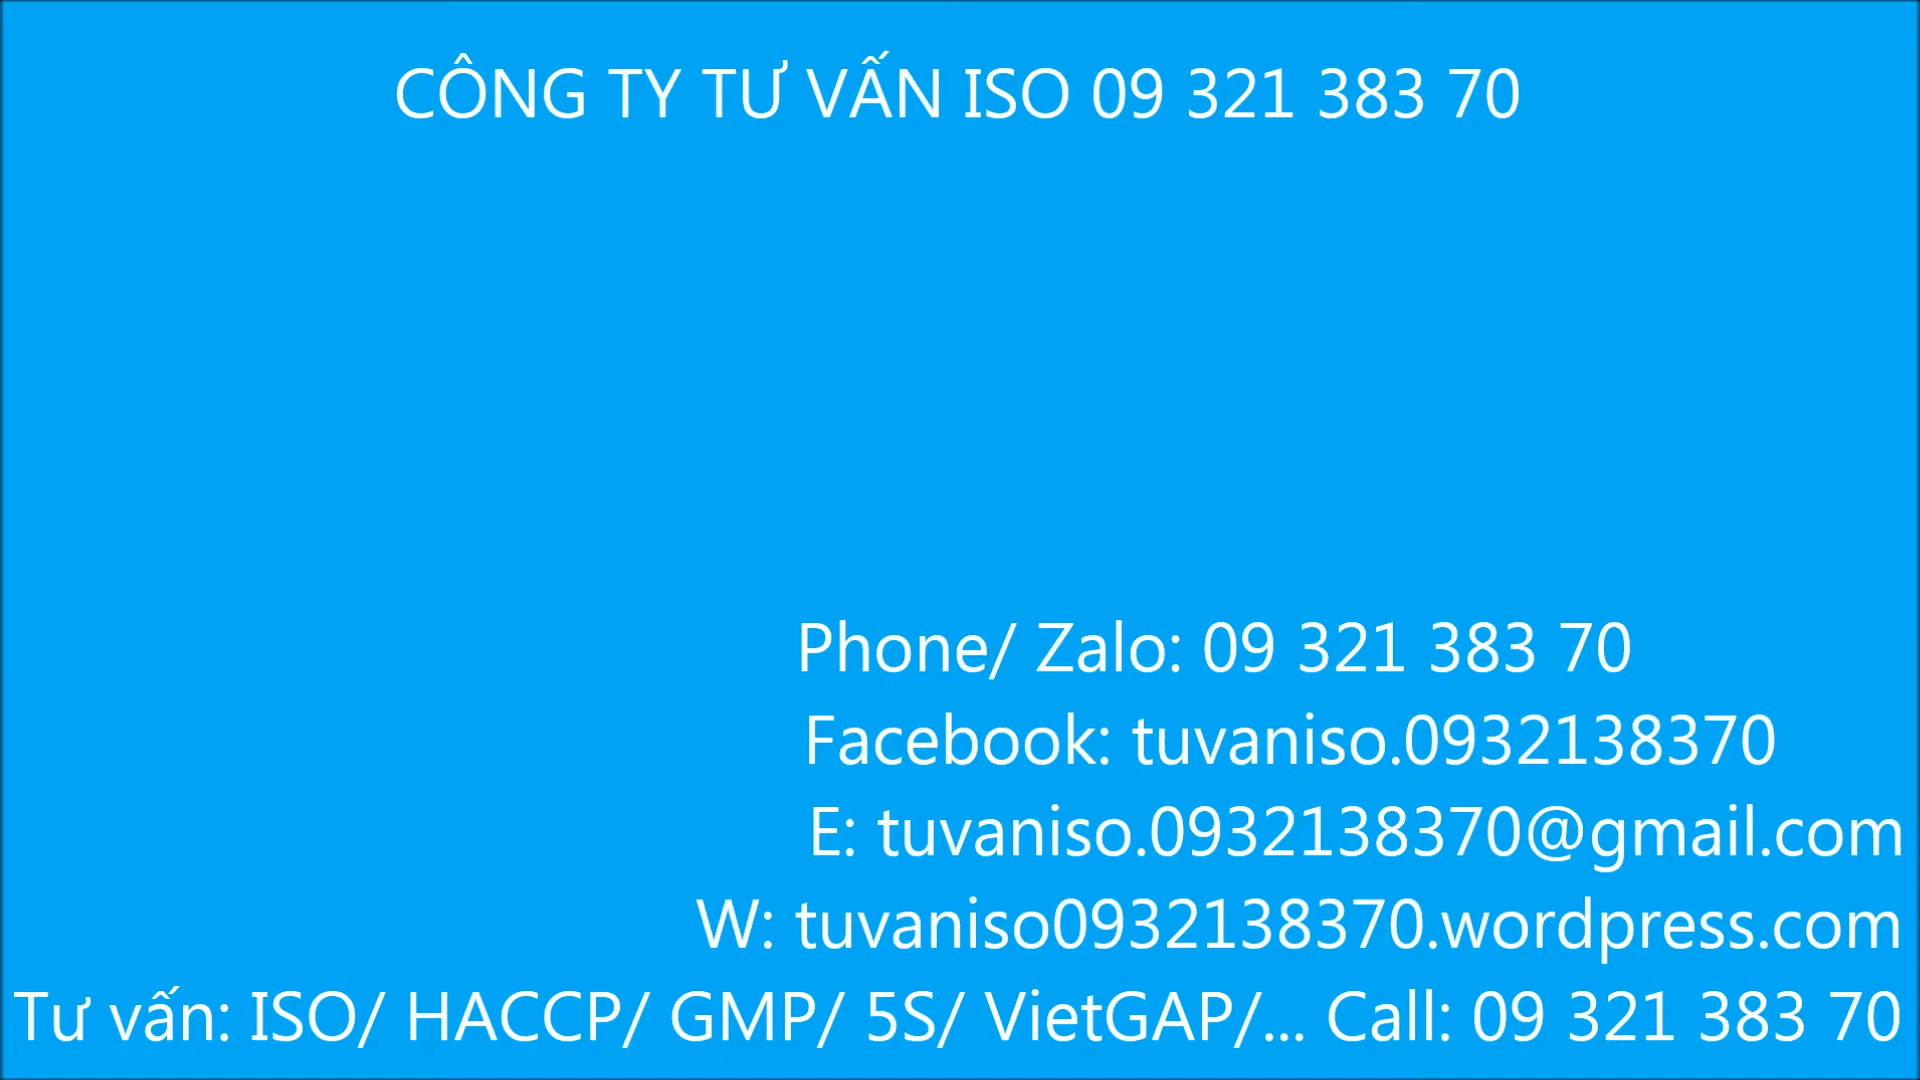 CÔNG TY TƯ VẤN ISO 09 321 383 70
Phone/ Zalo: 09 321 383 70
Facebook: tuvaniso.0932138370
E: tuvaniso.0932138370@gmail.com
W: tuvaniso0932138370.wordpress.com
Tư vấn: ISO/ HACCP/ GMP/ 5S/ VietGAP/... Call: 09 321 383 70